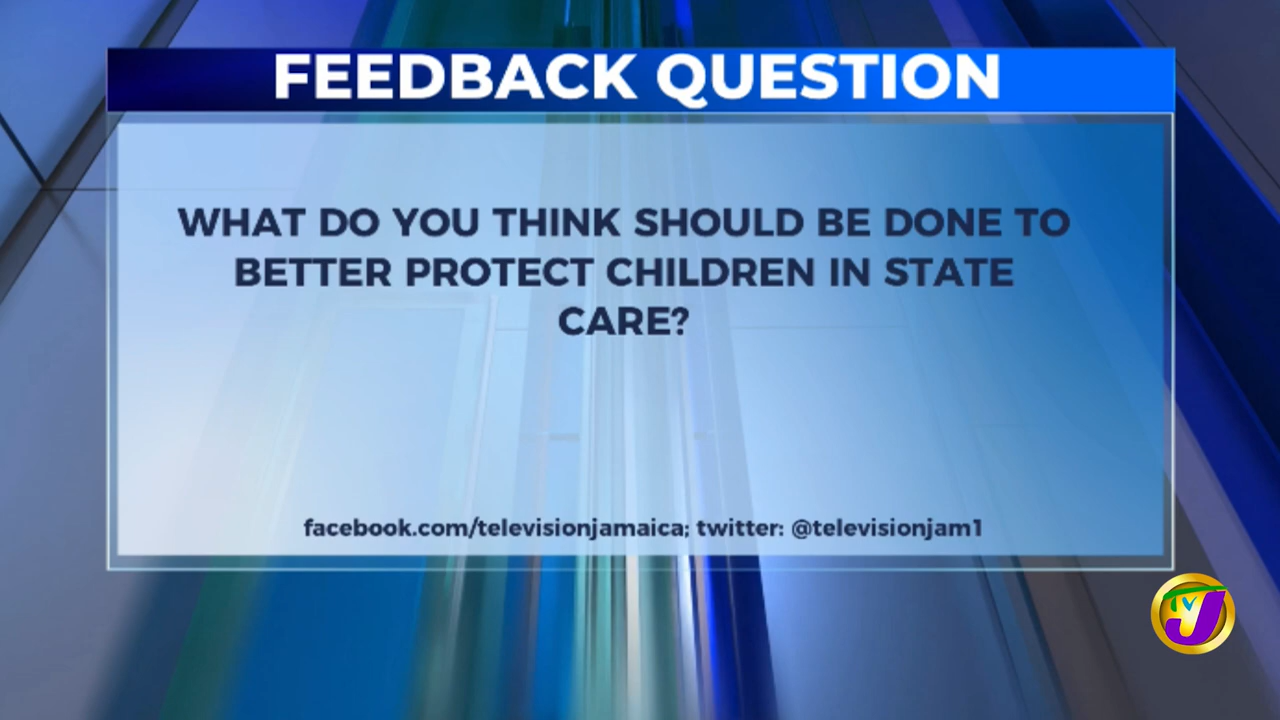 FEEDBACK QUESTION
WHAT DO YOU THINK SHOULD BE DONE TO
BETTER PROTECT CHILDREN IN STATE
CARE?
facebook.com/televisionjamaica; twitter: @televisionjam1
TVJ